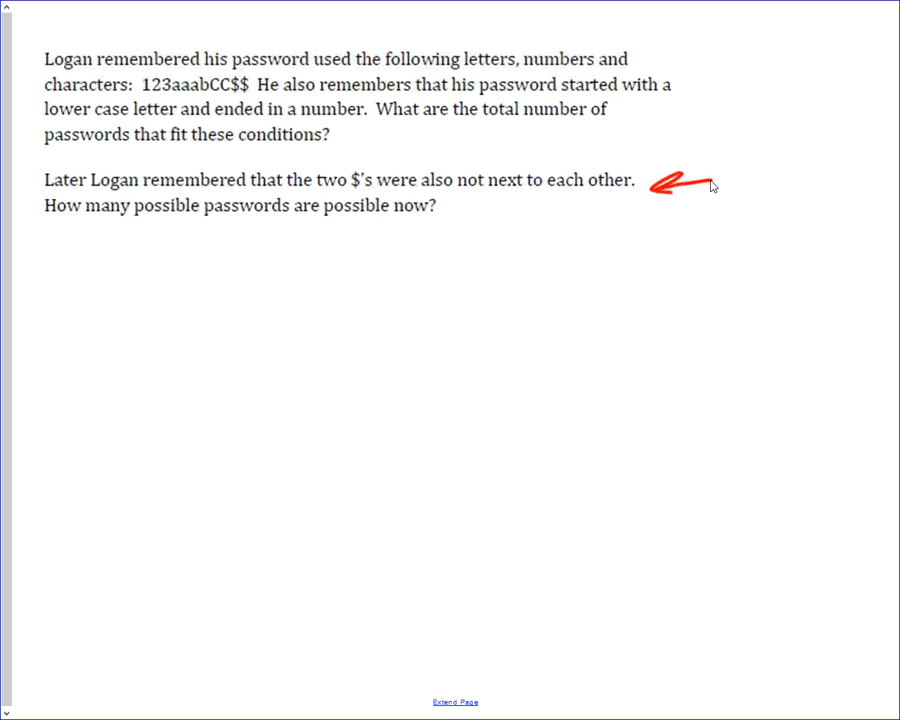 Logan remembered his password used the following letters, numbers and
characters:  123aaabCC$$  He also remembers that his password started with a
lower case letter and ended in a number.  What are the total number of
passwords that fit these conditions?
Later Logan remembered that the two $'s were also not next to each other.
How many possible passwords are possible now?
Extend Page